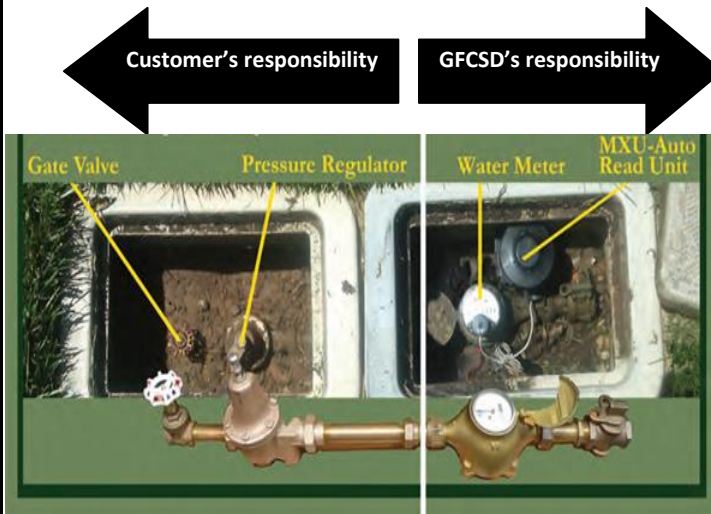 Customer's responsibility
GFCSD's responsibility
Gate Valve
Pressure Regulator
Water Meter
MXU-Auto
Read Unit